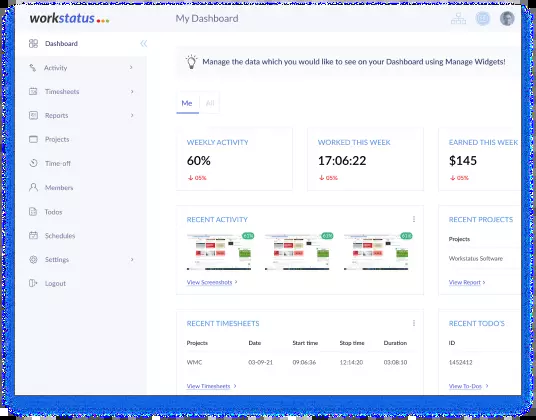 workstatus
My Dashboard
Dashboard
Activity
Timesheets
Reports
Projects
Time-off
Members
Todos
Schedules
Settings
Logout
Manage the data which you would like to see on your Dashboard using Manage Widgets!
Me All
WEEKLY ACTIVITY
60%
↓ 05%
WORKED THIS WEEK
17:06:22
↓ 05%
EARNED THIS WEEK
$145
↓ 05%
RECENT ACTIVITY
61% 61% 61%
View Screenshots >
RECENT PROJECTS
Projects
Workstatus Software
View Report >
RECENT TIMESHEETS
Projects Date Start time Stop time Duration
WMC 03-09-21 09:06:36 12:14:20 03:08:10
View Timesheets >
RECENT TODO'S
ID
1452412
View To-Dos >